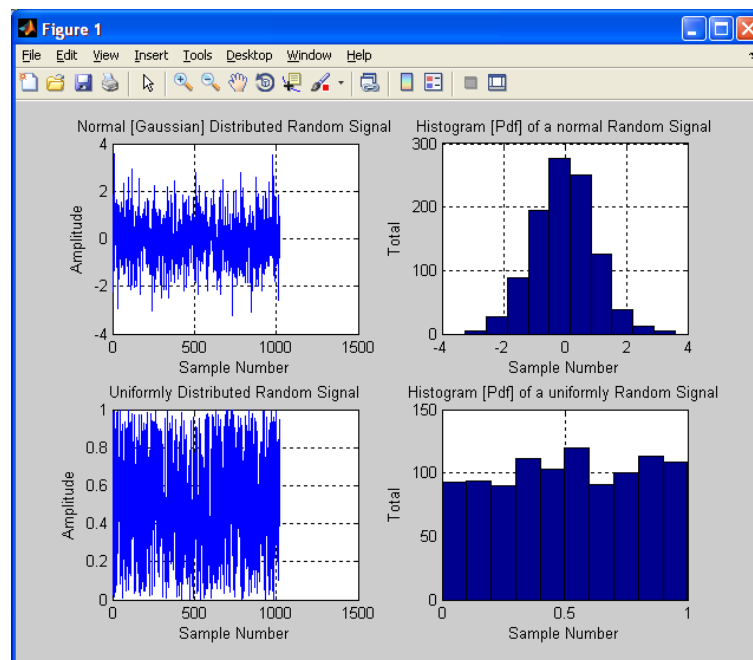 Figure 1
File Edit View Insert Tools Desktop Window Help
Normal [Gaussian] Distributed Random Signal
4
2
0
-2
-4
Amplitude
0 500 1000 1500
Sample Number
Histogram [Pdf] of a normal Random Signal
300
200
100
0
Total
-4 -2 0 2 4
Sample Number
Uniformly Distributed Random Signal
1
0.8
0.6
0.4
0.2
0
Amplitude
0 500 1000 1500
Sample Number
Histogram [Pdf] of a uniformly Random Signal
150
100
50
0
Total
0 0.5 1
Sample Number